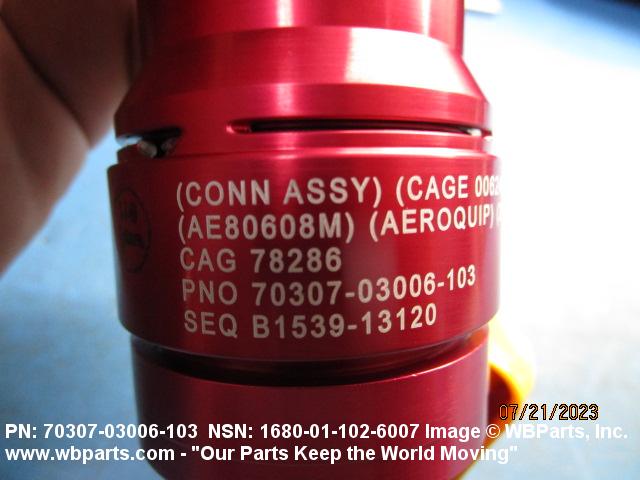 (CONN ASSY) (CAGE 0062
(AE80608M) (AEROQUIP)
CAG 78286
PNO 70307-03006-103
SEQ B1539-13120
07/21/2023
PN: 70307-03006-103 NSN: 1680-01-102-6007 Image © WBParts, Inc.
www.wbparts.com - "Our Parts Keep the World Moving"